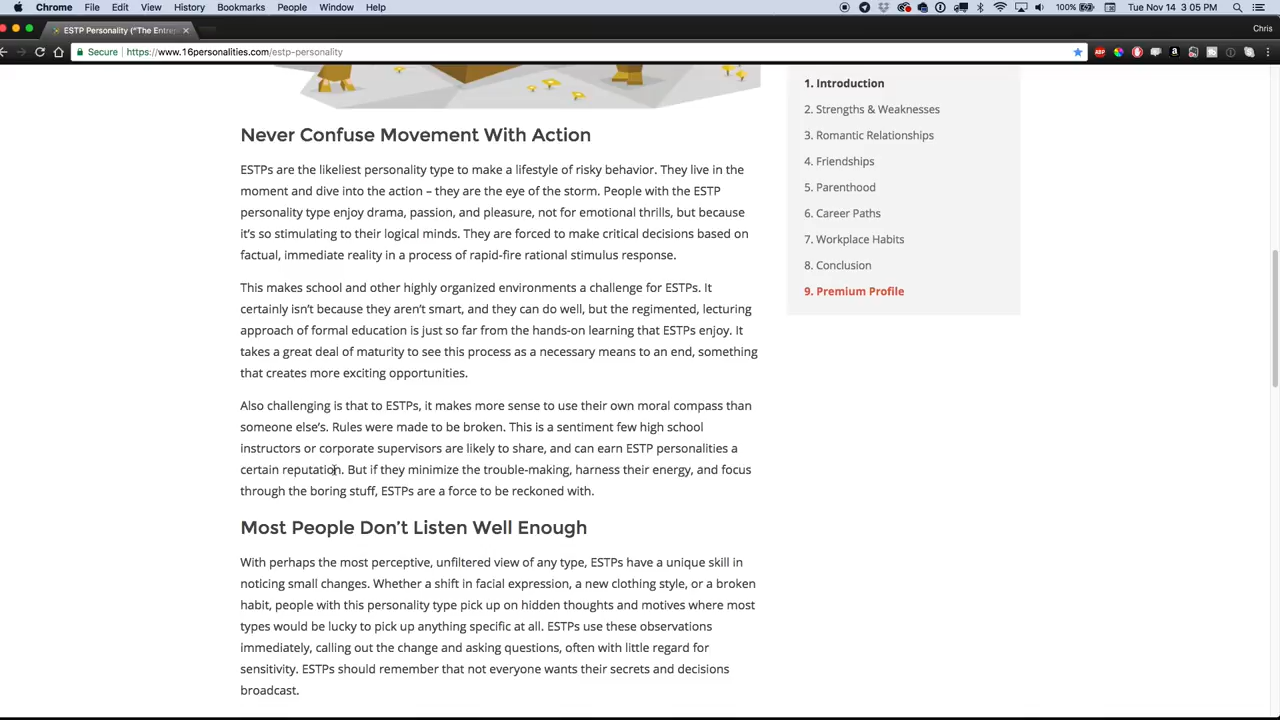 Chrome File Edit View History Bookmarks People Window Help 100% Tue Nov 14 3:05 PM
ESTP Personality ("The Entrep
Chris
Secure https://www.16personalities.com/estp-personality
1. Introduction
2. Strengths & Weaknesses
3. Romantic Relationships
4. Friendships
5. Parenthood
6. Career Paths
7. Workplace Habits
8. Conclusion
9. Premium Profile
Never Confuse Movement With Action
ESTPs are the likeliest personality type to make a lifestyle of risky behavior. They live in the
moment and dive into the action – they are the eye of the storm. People with the ESTP
personality type enjoy drama, passion, and pleasure, not for emotional thrills, but because
it’s so stimulating to their logical minds. They are forced to make critical decisions based on
factual, immediate reality in a process of rapid-fire rational stimulus response.
This makes school and other highly organized environments a challenge for ESTPs. It
certainly isn’t because they aren’t smart, and they can do well, but the regimented, lecturing
approach of formal education is just so far from the hands-on learning that ESTPs enjoy. It
takes a great deal of maturity to see this process as a necessary means to an end, something
that creates more exciting opportunities.
Also challenging is that to ESTPs, it makes more sense to use their own moral compass than
someone else’s. Rules were made to be broken. This is a sentiment few high school
instructors or corporate supervisors are likely to share, and can earn ESTP personalities a
certain reputation. But if they minimize the trouble-making, harness their energy, and focus
through the boring stuff, ESTPs are a force to be reckoned with.
Most People Don’t Listen Well Enough
With perhaps the most perceptive, unfiltered view of any type, ESTPs have a unique skill in
noticing small changes. Whether a shift in facial expression, a new clothing style, or a broken
habit, people with this personality type pick up on hidden thoughts and motives where most
types would be lucky to pick up anything specific at all. ESTPs use these observations
immediately, calling out the change and asking questions, often with little regard for
sensitivity. ESTPs should remember that not everyone wants their secrets and decisions
broadcast.